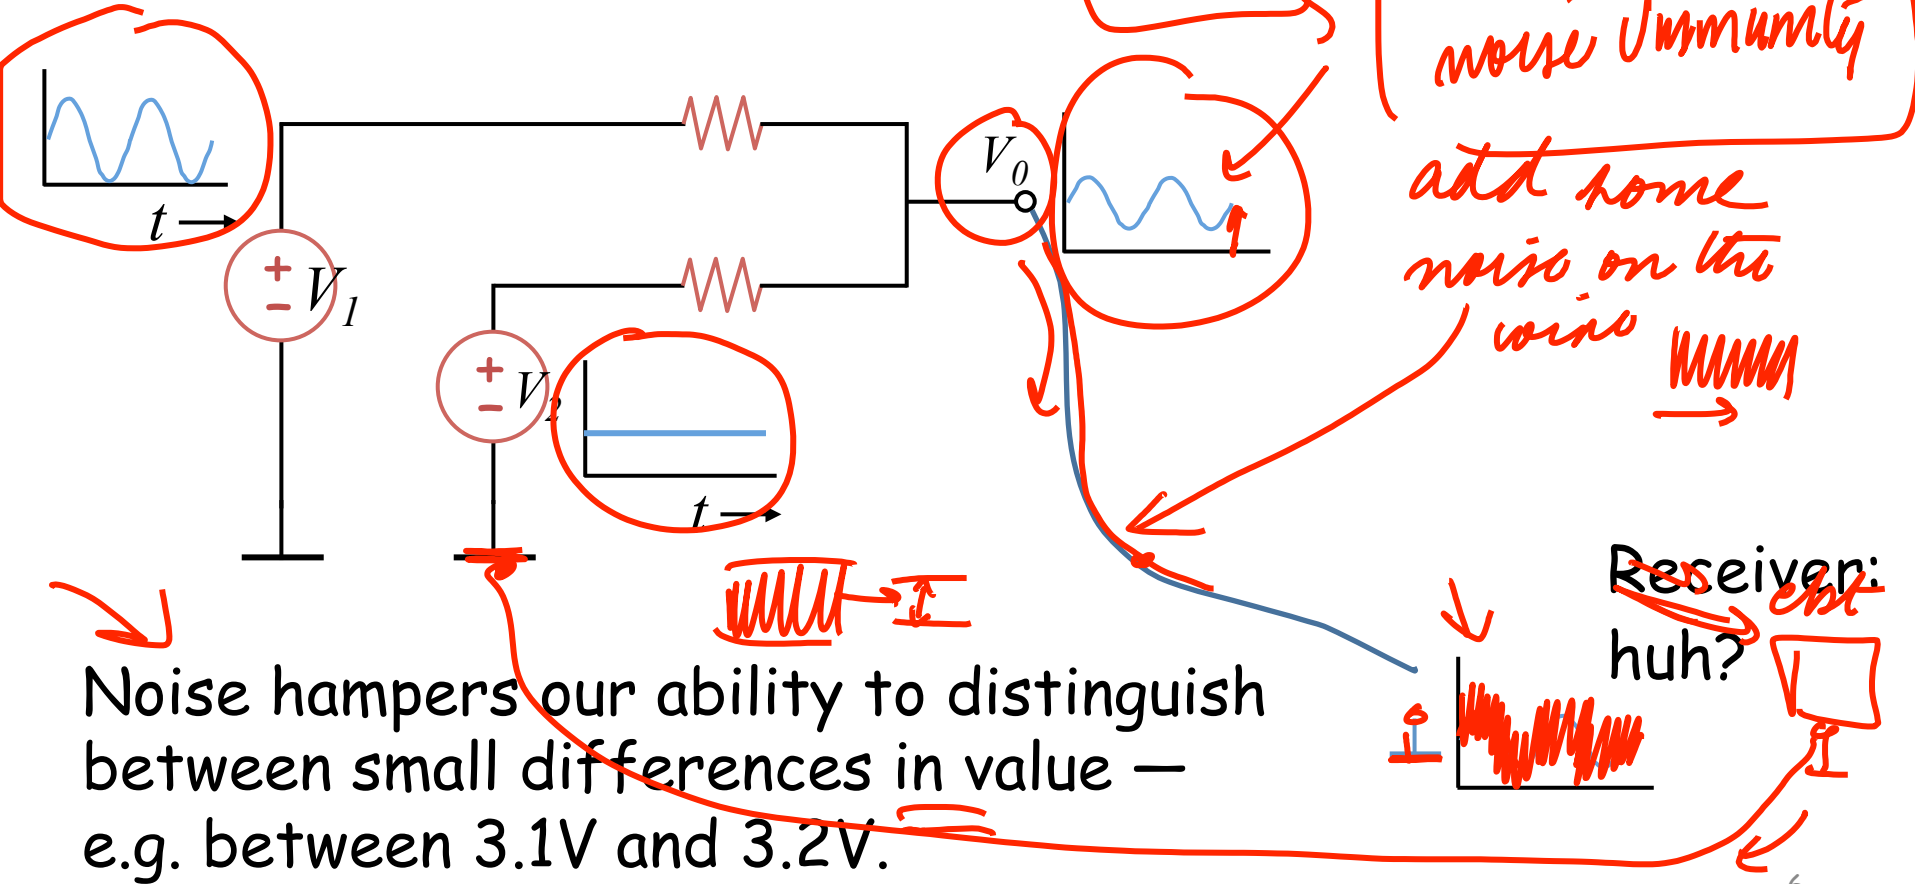 noise Immunity
add some
noise on the
wire
V0
t
V1
V2
t
Receiver:
ckt
huh?
Noise hampers our ability to distinguish
between small differences in value —
e.g. between 3.1V and 3.2V.